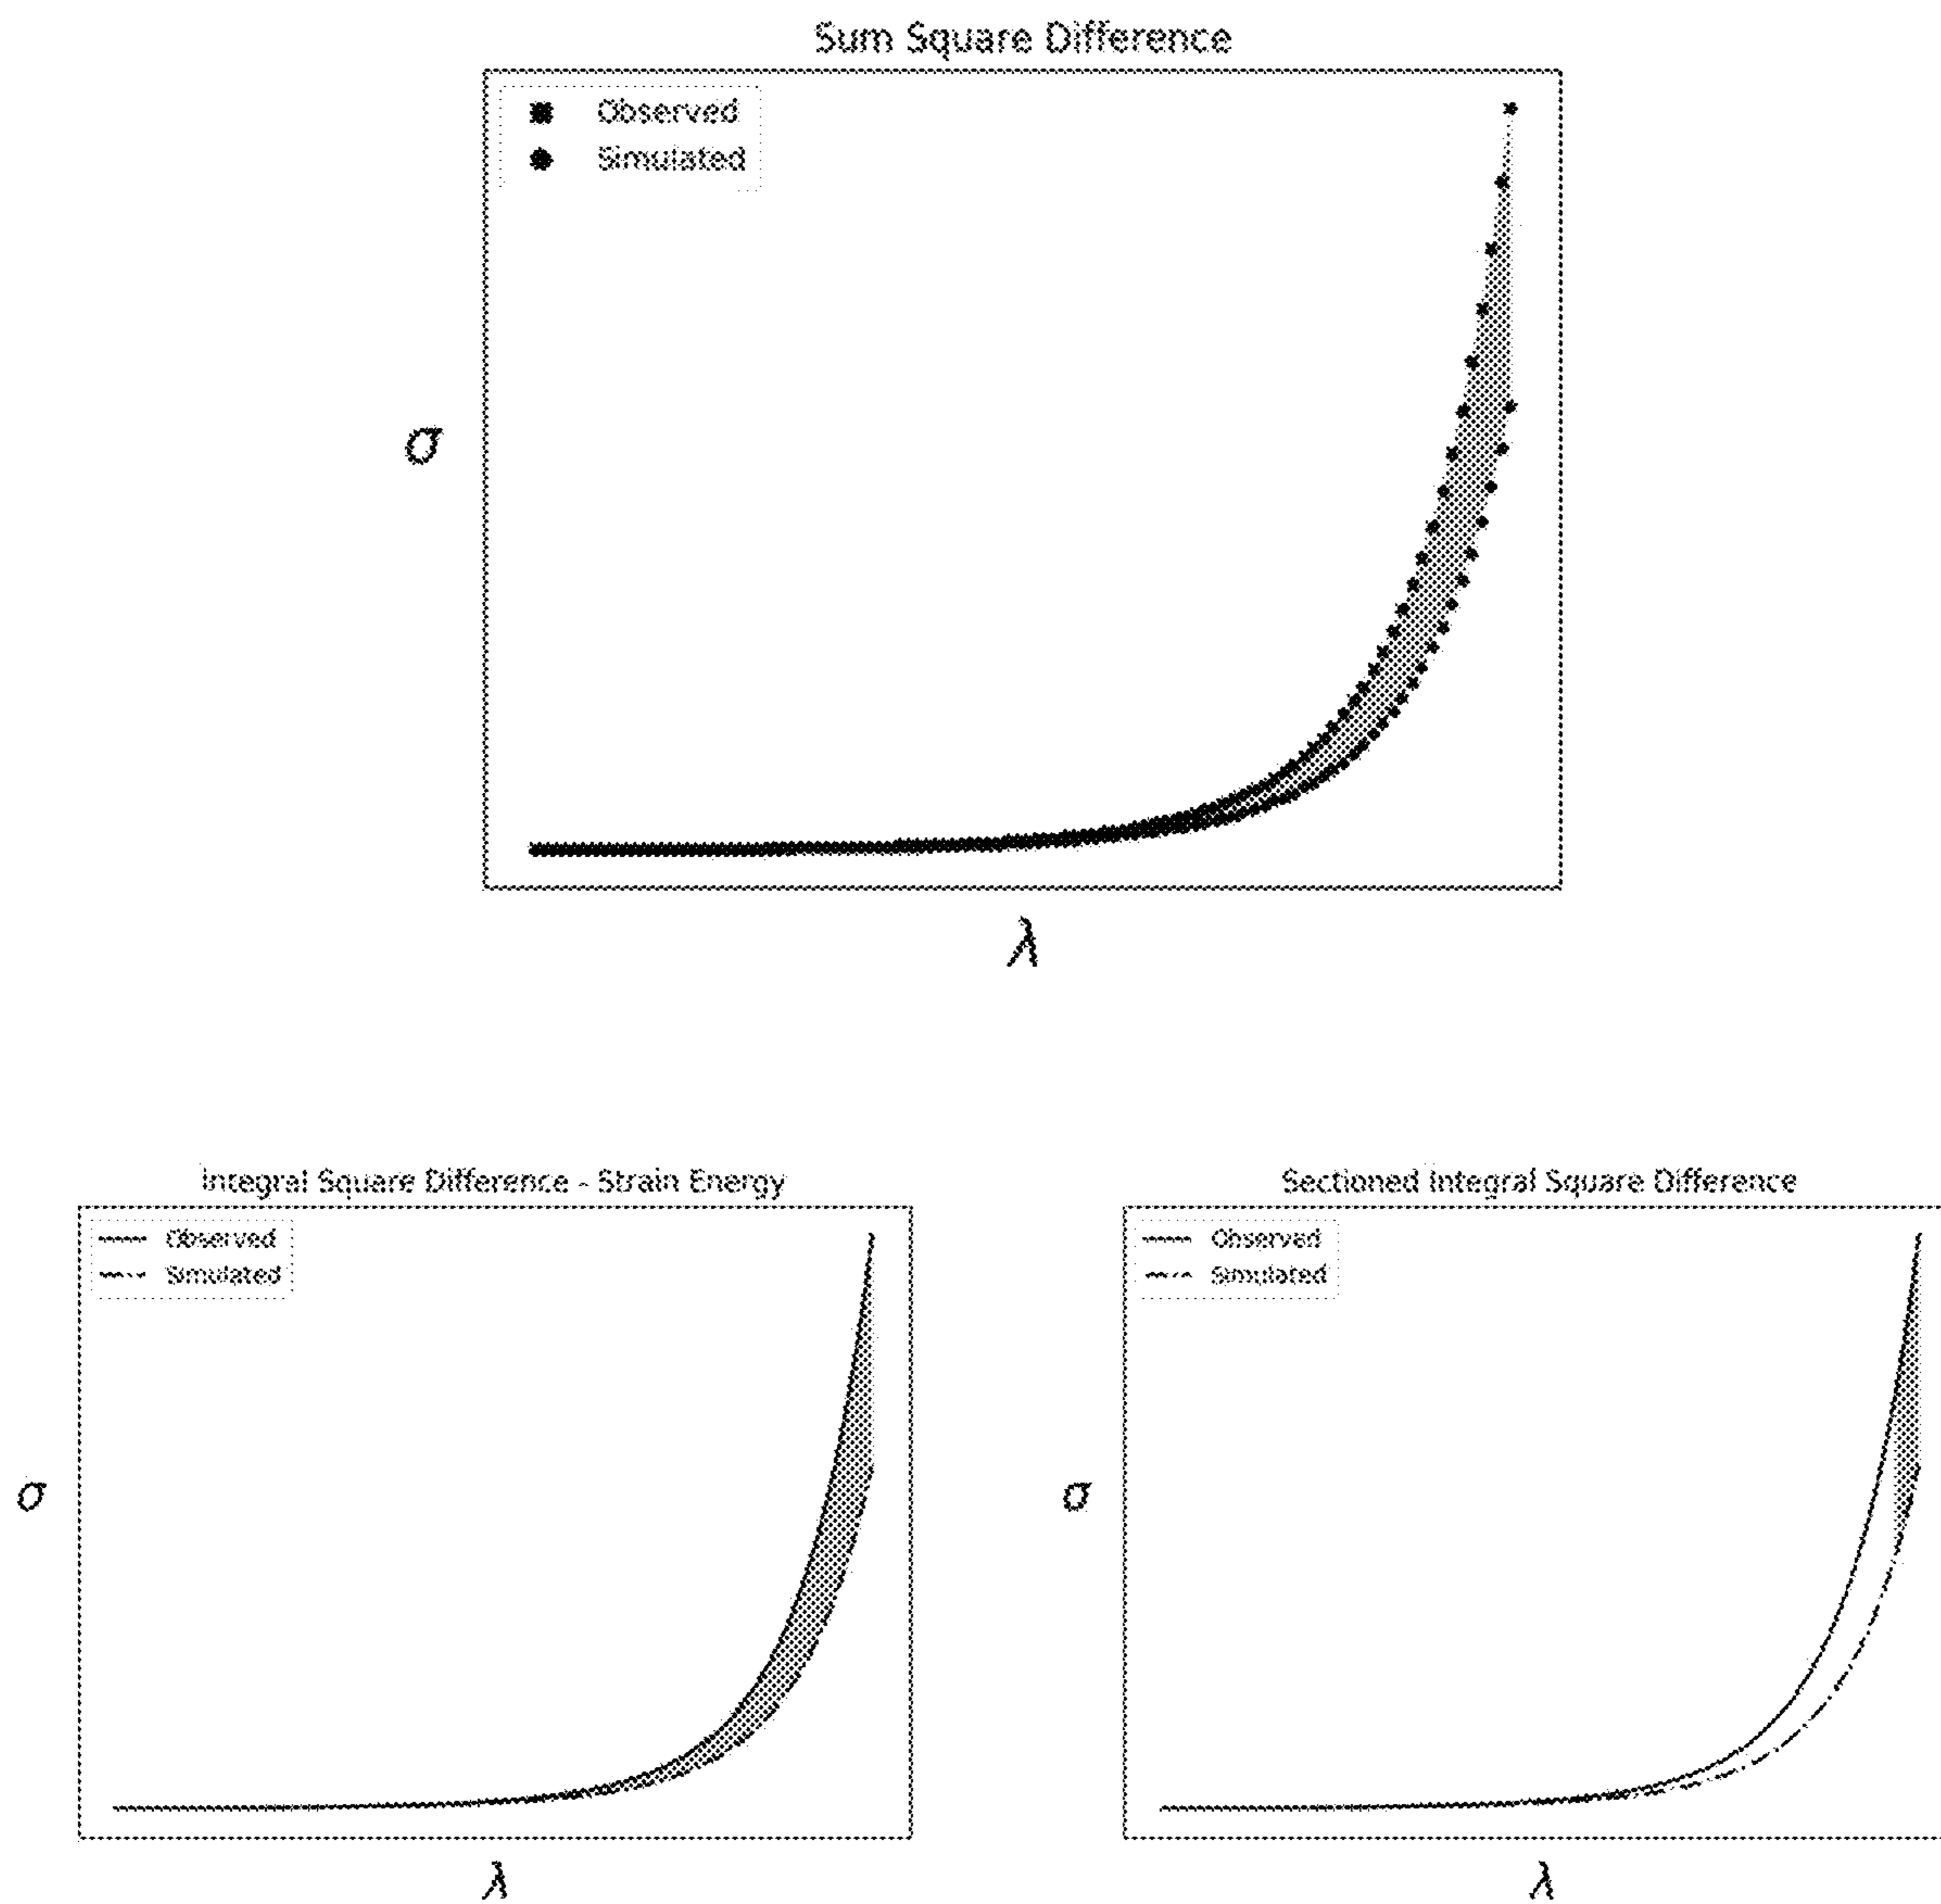 Sum Square Difference
Observed
Simulated
σ
λ
Integral Square Difference - Strain Energy
Observed
Simulated
σ
λ
Sectioned Integral Square Difference
Observed
Simulated
σ
λ